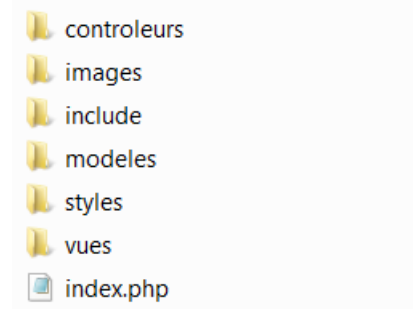 controleurs
images
include
modeles
styles
vues
index.php